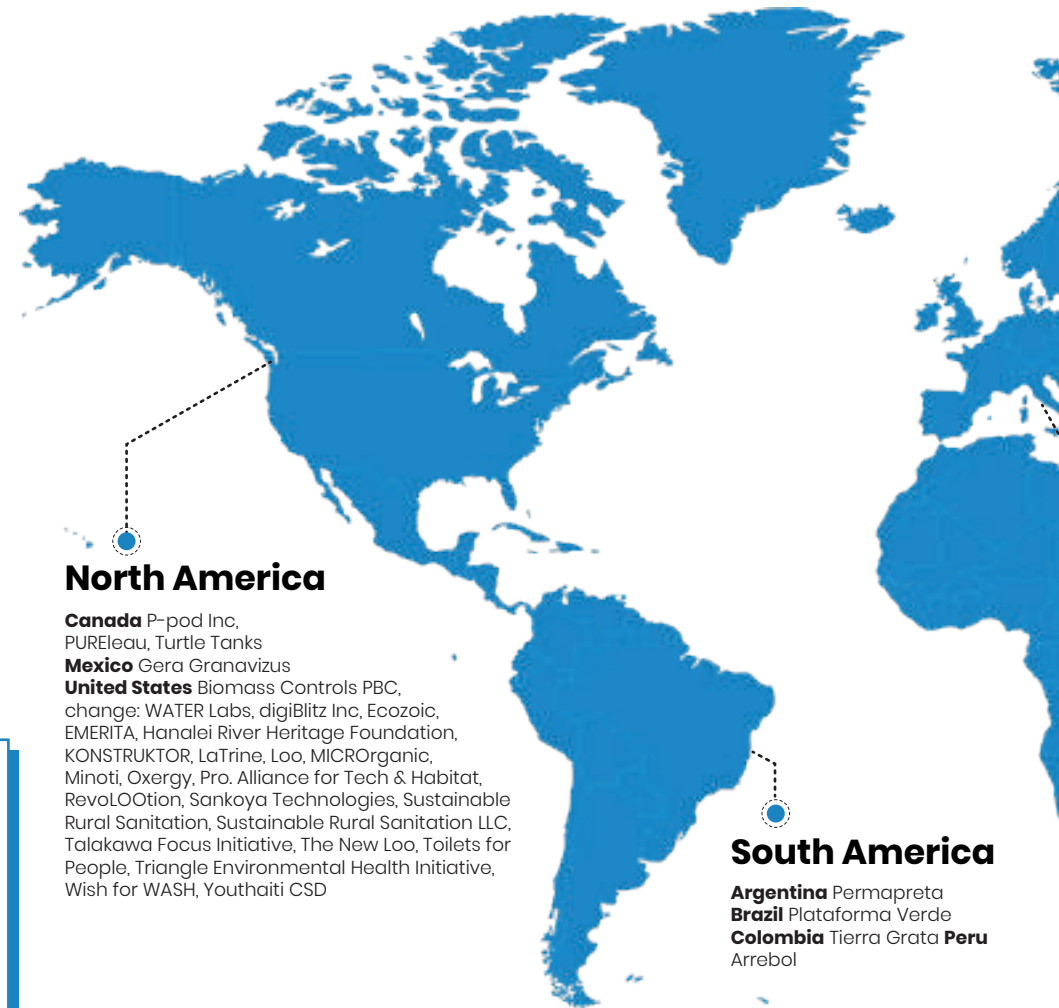 North America
Canada P-pod Inc,
PUREleau, Turtle Tanks
Mexico Gera Granavizus
United States Biomass Controls PBC,
change: WATER Labs, digiBlitz Inc, Ecozoic,
EMERITA, Hanalei River Heritage Foundation,
KONSTRUKTOR, LaTrine, Loo, MICROrganic,
Minoti, Oxergy, Pro. Alliance for Tech & Habitat,
RevoLOOtion, Sankoya Technologies, Sustainable
Rural Sanitation, Sustainable Rural Sanitation LLC,
Talakawa Focus Initiative, The New Loo, Toilets for
People, Triangle Environmental Health Initiative,
Wish for WASH, Youthaiti CSD
South America
Argentina Permapreta
Brazil Plataforma Verde
Colombia Tierra Grata Peru
Arrebol